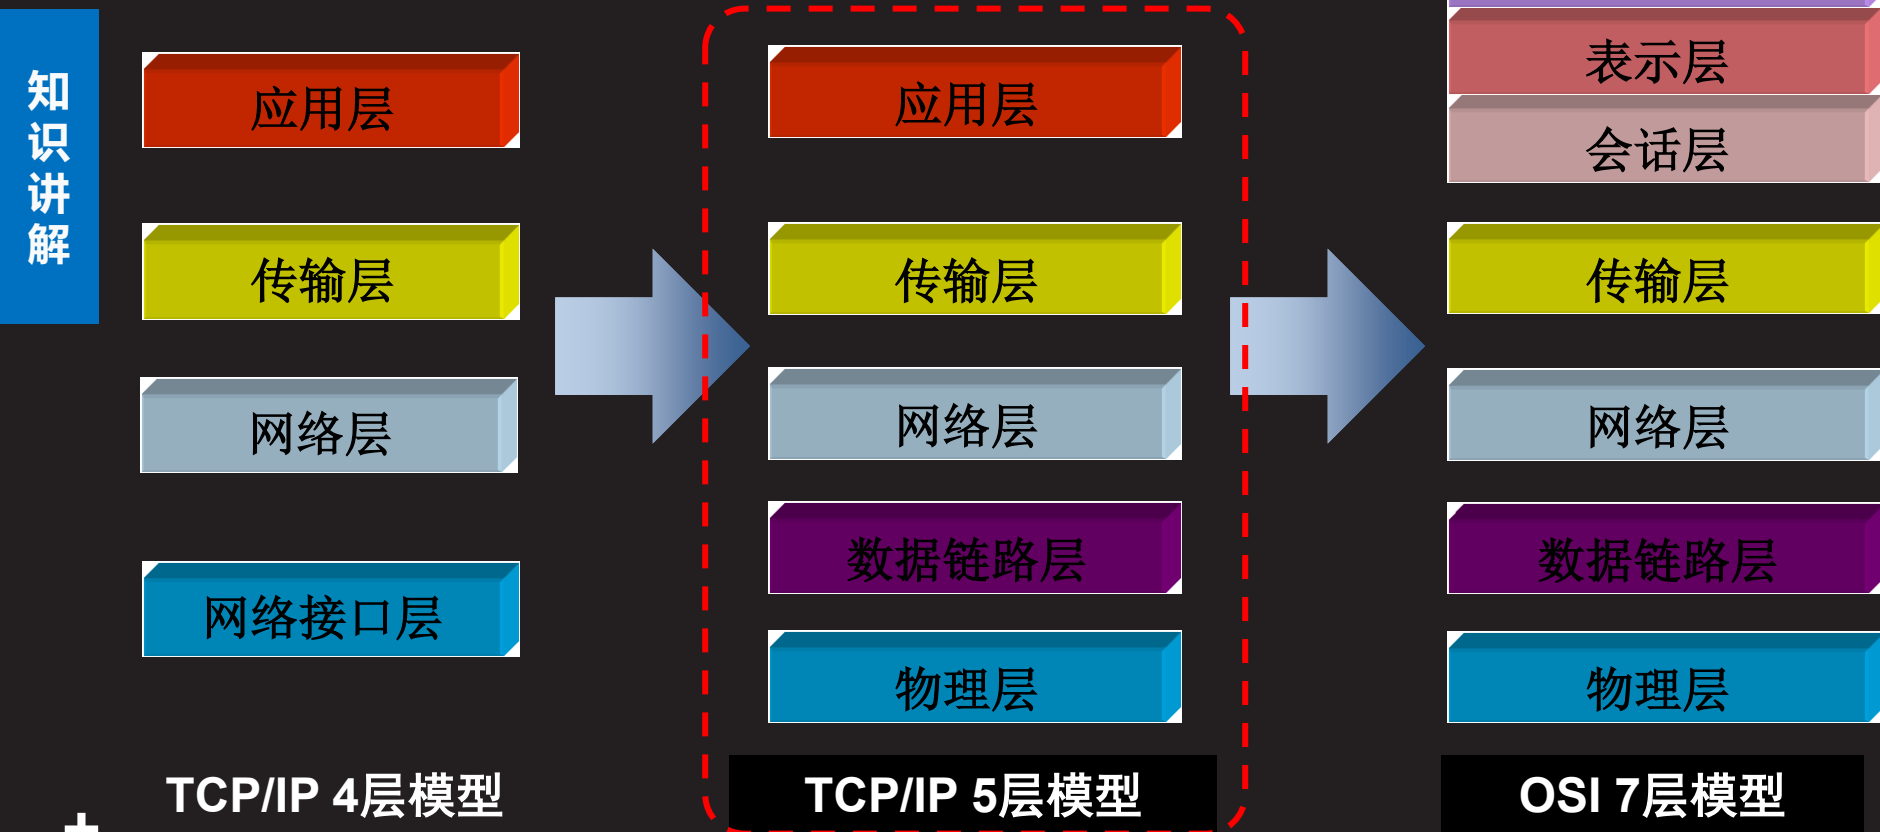 知识讲解
应用层
传输层
网络层
网络接口层
TCP/IP 4层模型
应用层
传输层
网络层
数据链路层
物理层
TCP/IP 5层模型
表示层
会话层
传输层
网络层
数据链路层
物理层
OSI 7层模型